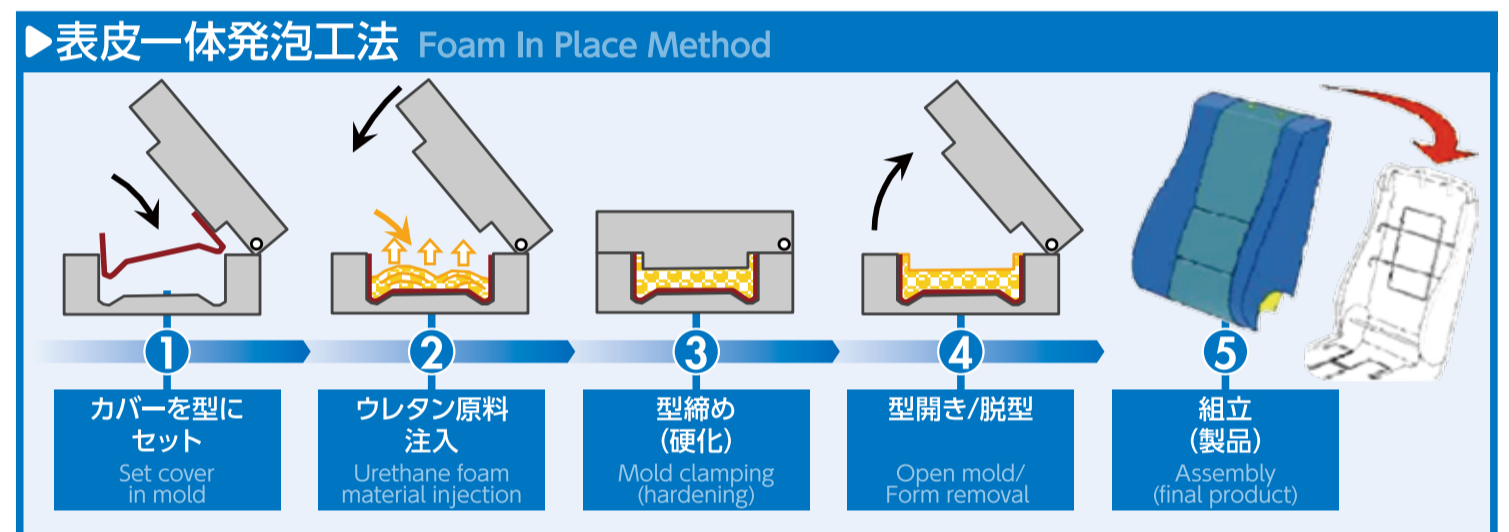 ▶表皮一体発泡工法 Foam In Place Method
1
カバーを型に
セット
Set cover
in mold
2
ウレタン原料
注入
Urethane foam
material injection
3
型締め
(硬化)
Mold clamping
(hardening)
4
型開き/脱型
Open mold/
Form removal
5
組立
(製品)
Assembly
(final product)